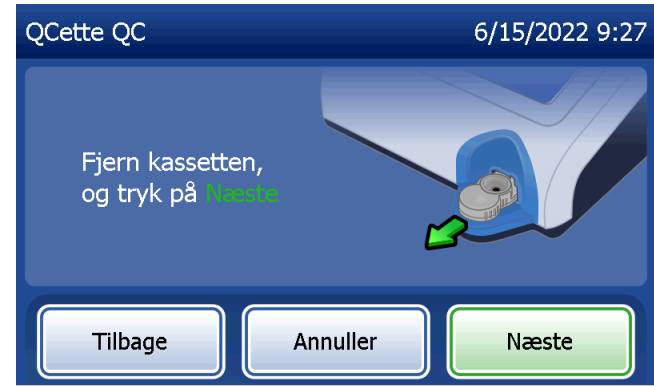 QCette QC
6/15/2022 9:27
Fjern kassetten,
og tryk på Næste
Tilbage
Annuller
Næste